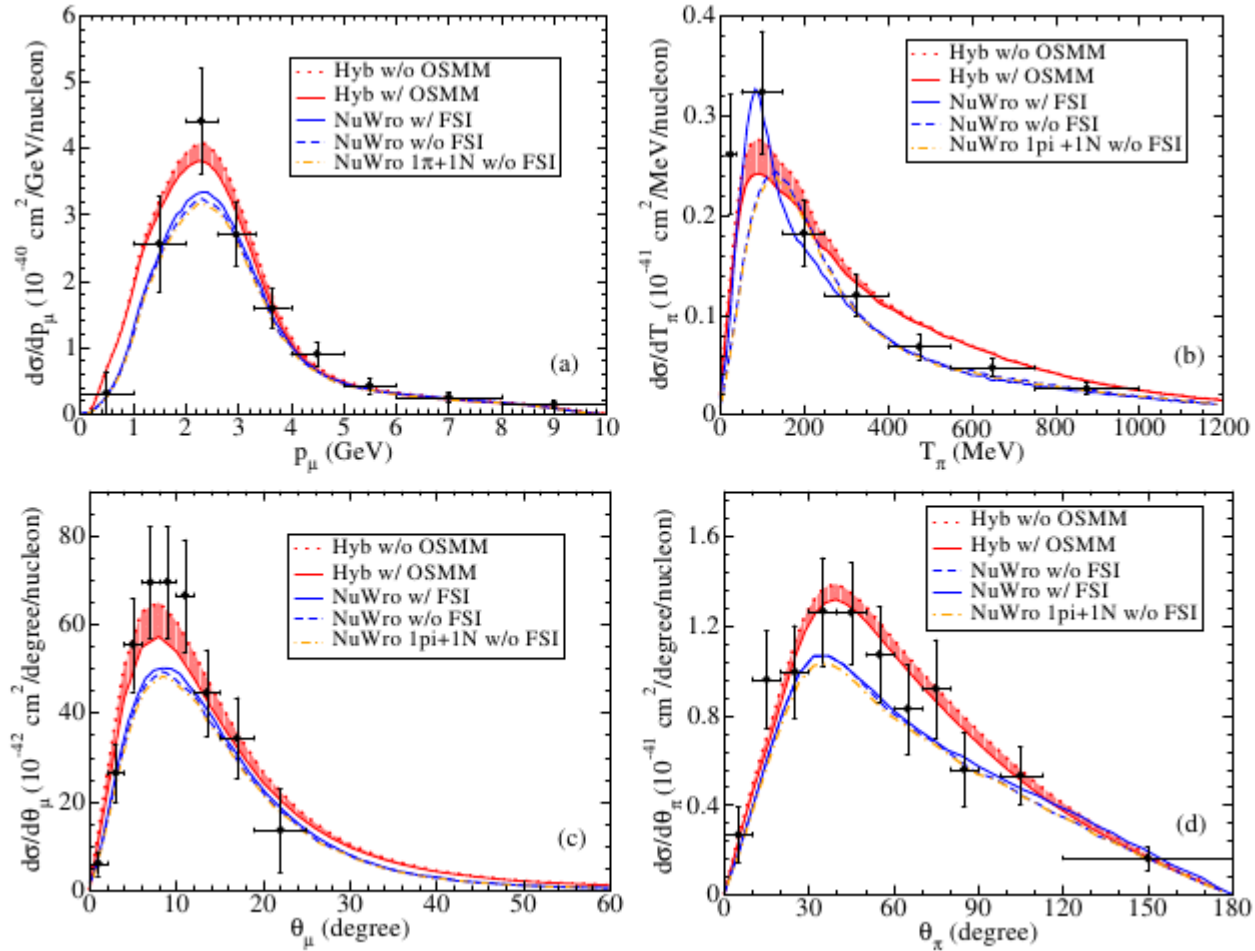 dσ/dp_μ (10^-40 cm^2/GeV/nucleon)
6
5
4
3
2
1
0
Hyb w/o OSMM
Hyb w/ OSMM
NuWro w/ FSI
NuWro w/o FSI
NuWro 1π+1N w/o FSI
(a)
0 1 2 3 4 5 6 7 8 9 10
p_μ (GeV)
dσ/dT_π (10^-41 cm^2/MeV/nucleon)
0.4
0.3
0.2
0.1
0
Hyb w/o OSMM
Hyb w/ OSMM
NuWro w/ FSI
NuWro w/o FSI
NuWro 1pi +1N w/o FSI
(b)
0 200 400 600 800 1000 1200
T_π (MeV)
dσ/dθ_μ (10^-42 cm^2/degree/nucleon)
80
60
40
20
0
Hyb w/o OSMM
Hyb w/ OSMM
NuWro w/ FSI
NuWro w/o FSI
NuWro 1pi+1N w/o FSI
(c)
0 10 20 30 40 50 60
θ_μ (degree)
dσ/dθ_π (10^-41 cm^2/degree/nucleon)
1.6
1.2
0.8
0.4
0
Hyb w/o OSMM
Hyb w/ OSMM
NuWro w/o FSI
NuWro w/ FSI
NuWro 1pi+1N w/o FSI
(d)
0 30 60 90 120 150 180
θ_π (degree)